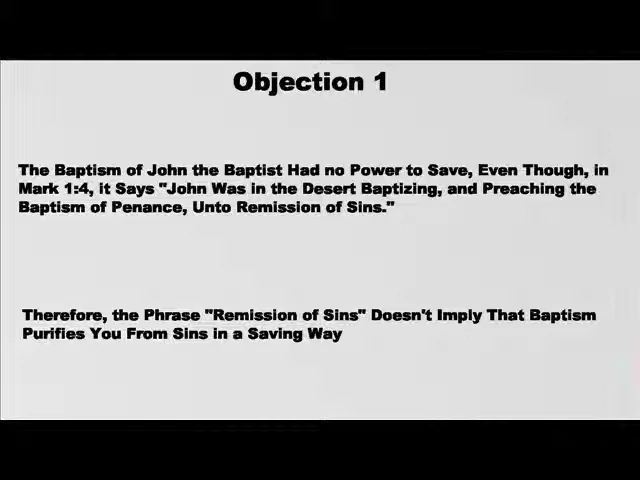 Objection 1
The Baptism of John the Baptist Had no Power to Save, Even Though, in
Mark 1:4, it Says "John Was in the Desert Baptizing, and Preaching the
Baptism of Penance, Unto Remission of Sins."
Therefore, the Phrase "Remission of Sins" Doesn't Imply That Baptism
Purifies You From Sins in a Saving Way